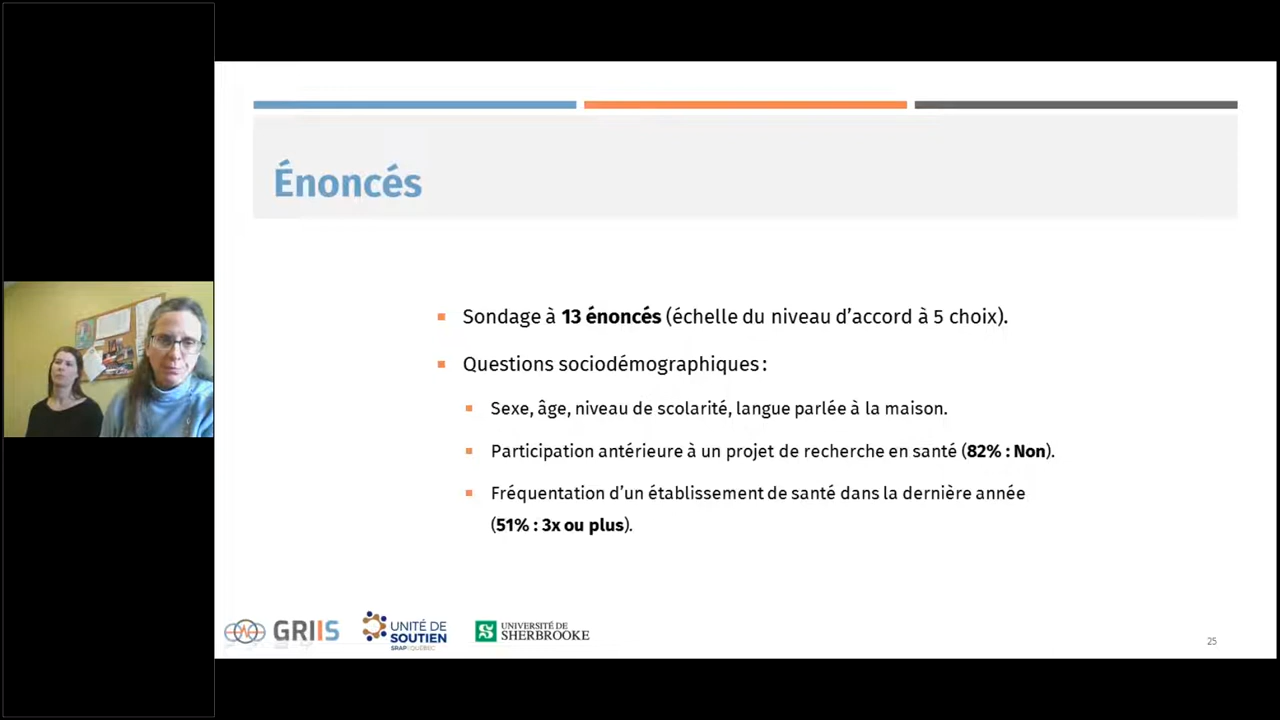 Énoncés
Sondage à 13 énoncés (échelle du niveau d’accord à 5 choix).
Questions sociodémographiques :
Sexe, âge, niveau de scolarité, langue parlée à la maison.
Participation antérieure à un projet de recherche en santé (82% : Non).
Fréquentation d’un établissement de santé dans la dernière année
(51% : 3x ou plus).
GRIIS
UNITÉ DE
SOUTIEN
SRAP QUÉBEC
UNIVERSITÉ DE
SHERBROOKE
25